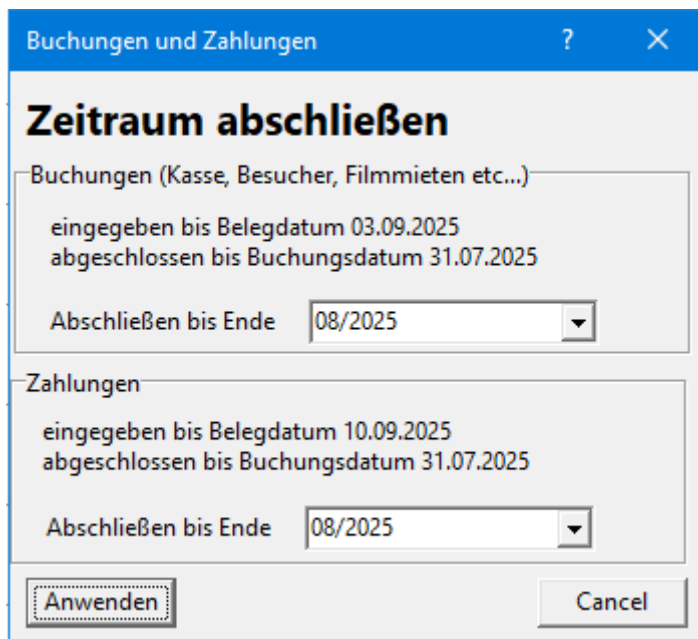 Buchungen und Zahlungen ? ×
Zeitraum abschließen
Buchungen (Kasse, Besucher, Filmmieten etc...)
eingegeben bis Belegdatum 03.09.2025
abgeschlossen bis Buchungsdatum 31.07.2025
Abschließen bis Ende 08/2025
Zahlungen
eingegeben bis Belegdatum 10.09.2025
abgeschlossen bis Buchungsdatum 31.07.2025
Abschließen bis Ende 08/2025
Anwenden Cancel